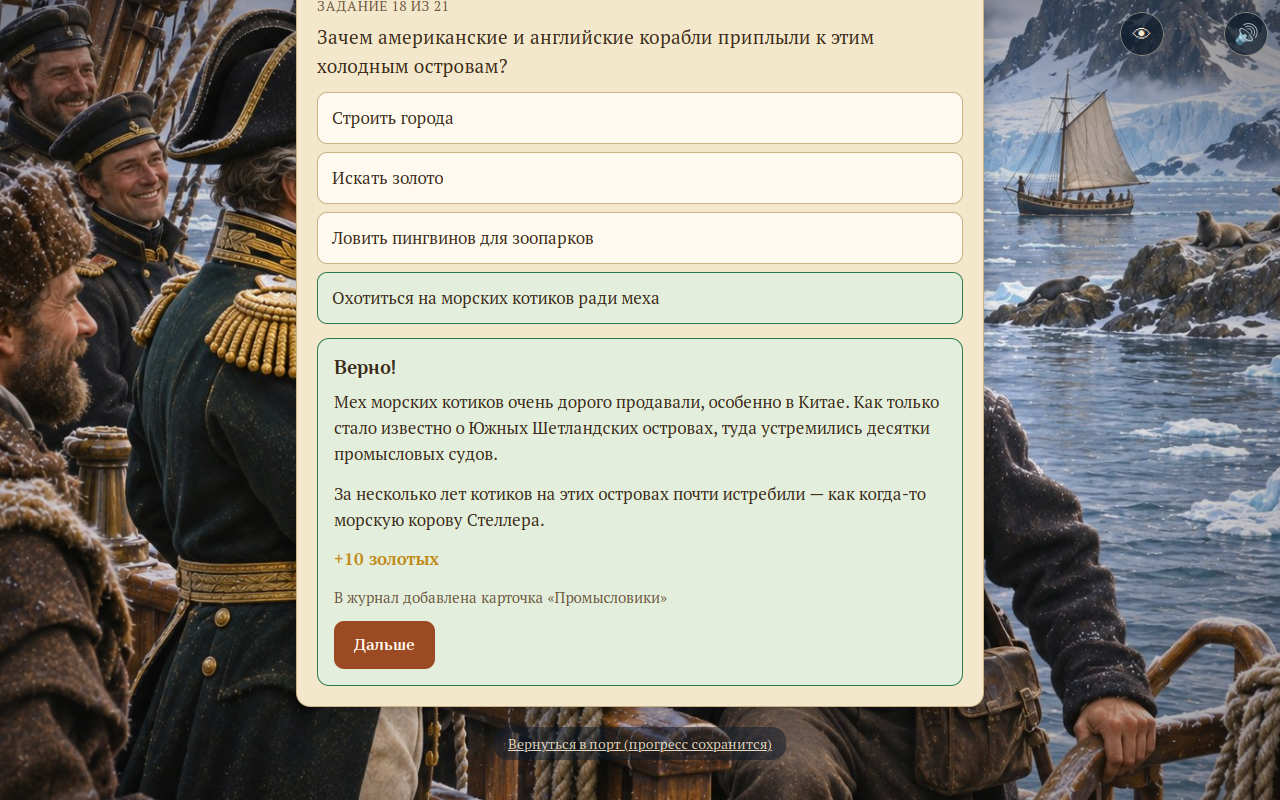 ЗАДАНИЕ 18 ИЗ 21
Зачем американские и английские корабли приплыли к этим
холодным островам?
Строить города
Искать золото
Ловить пингвинов для зоопарков
Охотиться на морских котиков ради меха
Верно!
Мех морских котиков очень дорого продавали, особенно в Китае. Как только
стало известно о Южных Шетландских островах, туда устремились десятки
промысловых судов.
За несколько лет котиков на этих островах почти истребили — как когда-то
морскую корову Стеллера.
+10 золотых
В журнал добавлена карточка «Промысловики»
Дальше
Вернуться в порт (прогресс сохранится)